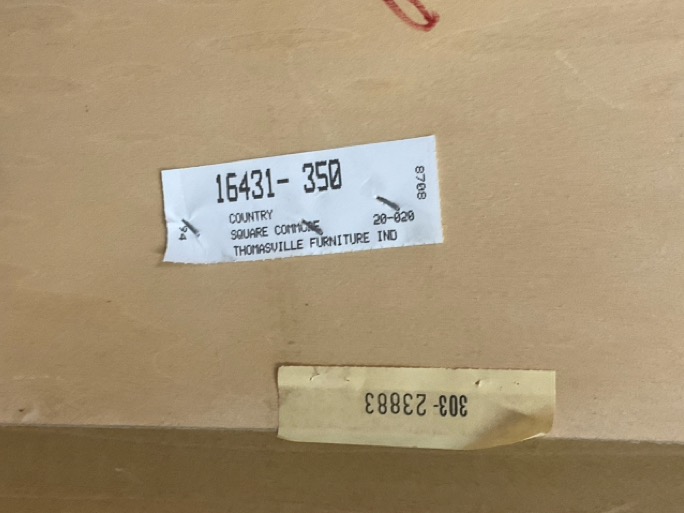 16431- 350
8708
COUNTRY
20-020
SQUARE COMMODE
THOMASVILLE FURNITURE IND
94
303-23883